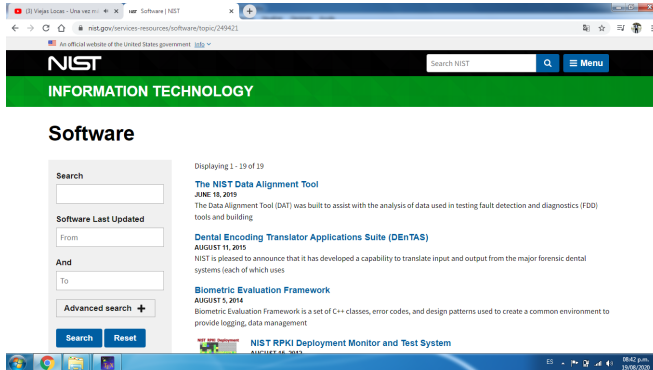 (3) Viejas Locas - Una vez más
Software | NIST
nist.gov/services-resources/software/topic/249421
An official website of the United States government Info
NIST
Search NIST
Menu
INFORMATION TECHNOLOGY
Software
Search
Software Last Updated
From
And
To
Advanced search +
Search Reset
Displaying 1 - 19 of 19
The NIST Data Alignment Tool
JUNE 18, 2019
The Data Alignment Tool (DAT) was built to assist with the analysis of data used in testing fault detection and diagnostics (FDD)
tools and building
Dental Encoding Translator Applications Suite (DEnTAS)
AUGUST 11, 2015
NIST is pleased to announce that it has developed a capability to translate input and output from the major forensic dental
systems (each of which uses
Biometric Evaluation Framework
AUGUST 5, 2014
Biometric Evaluation Framework is a set of C++ classes, error codes, and design patterns used to create a common environment to
provide logging, data management
NIST RPKI Deployment
NIST RPKI Deployment Monitor and Test System
ES
08:42 p.m.
19/08/2020